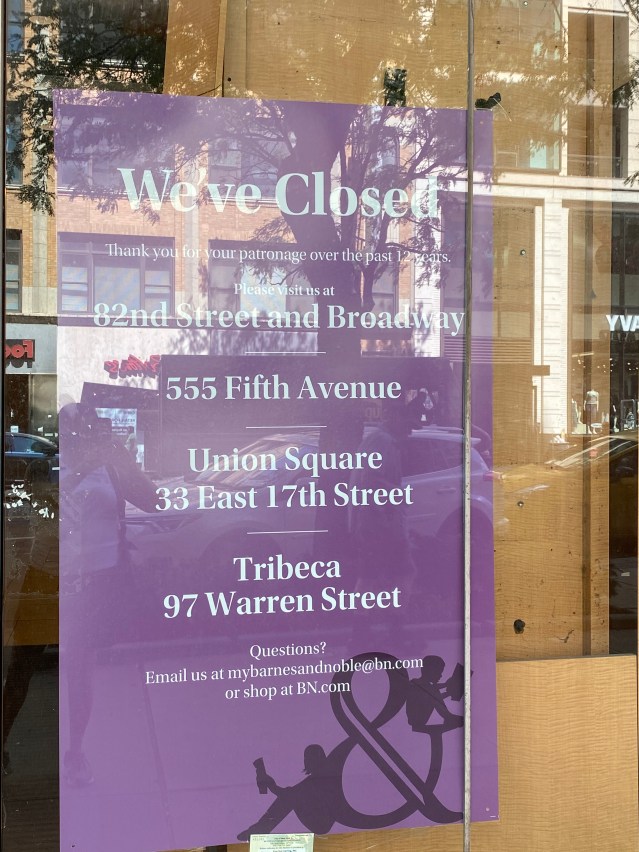 We've Closed
Thank you for your patronage over the past 12 years.
Please visit us at
82nd Street and Broadway
555 Fifth Avenue
Union Square
33 East 17th Street
Tribeca
97 Warren Street
Questions?
Email us at mybarnesandnoble@bn.com
or shop at BN.com
&
YVA